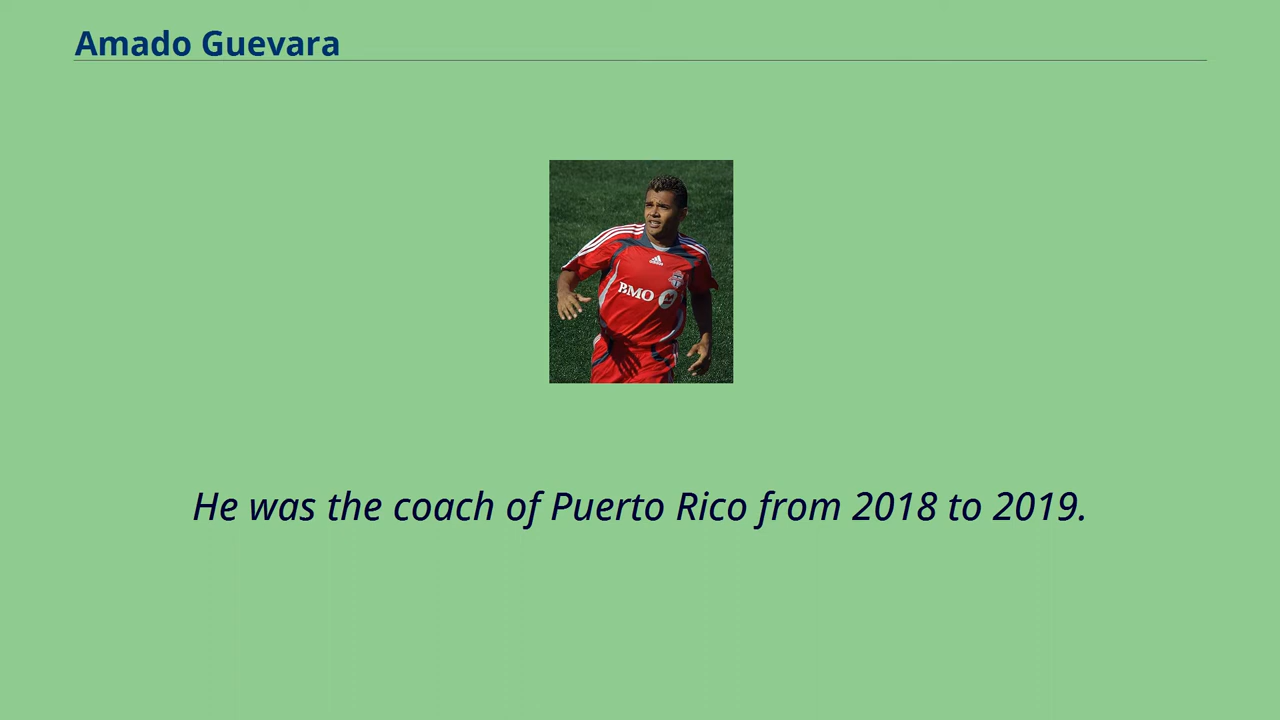 Amado Guevara
BMO
He was the coach of Puerto Rico from 2018 to 2019.